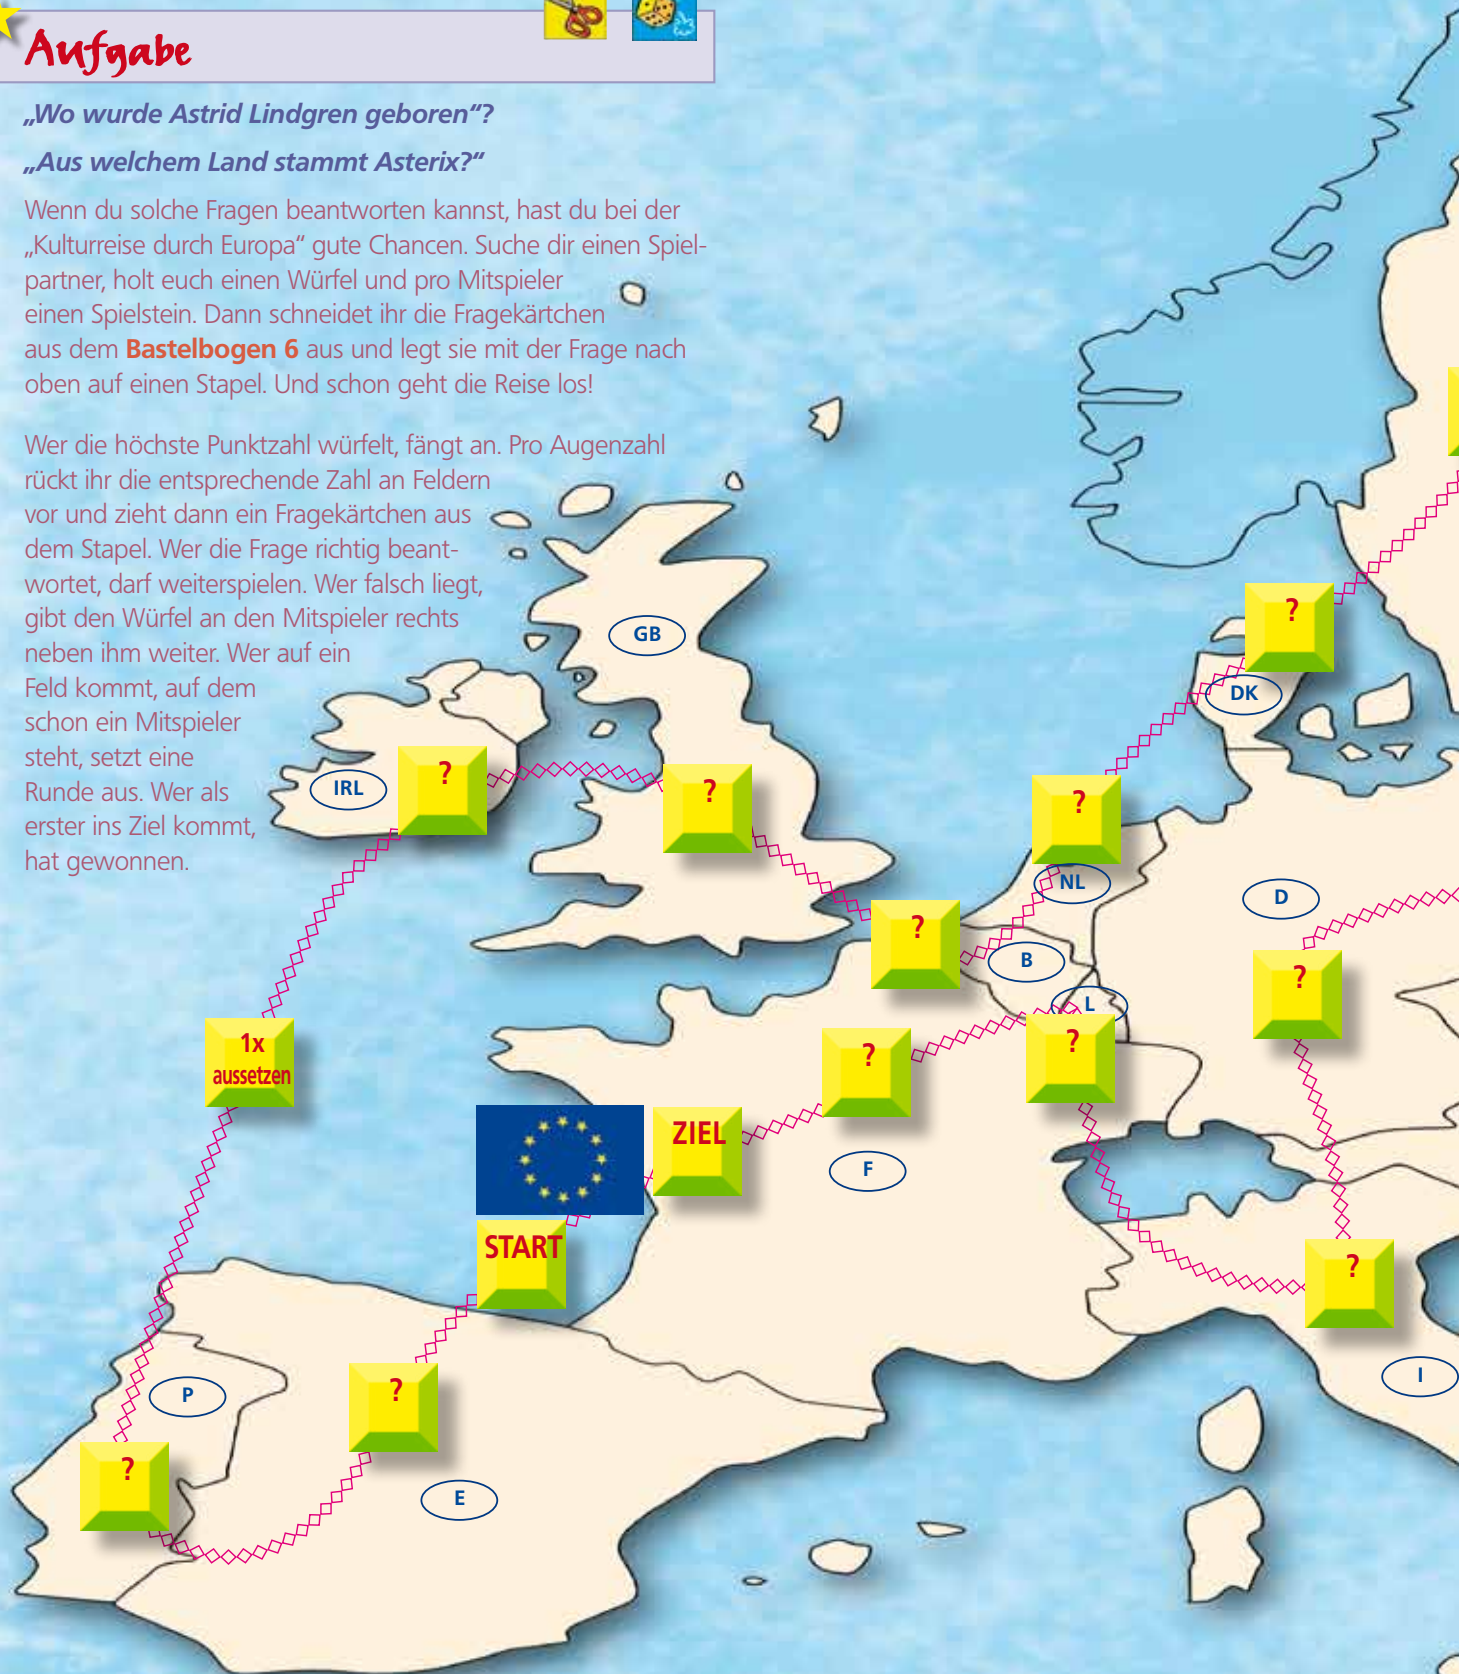 Aufgabe
„Wo wurde Astrid Lindgren geboren“?
„Aus welchem Land stammt Asterix?“
Wenn du solche Fragen beantworten kannst, hast du bei der
„Kulturreise durch Europa“ gute Chancen. Suche dir einen Spiel-
partner, holt euch einen Würfel und pro Mitspieler
einen Spielstein. Dann schneidet ihr die Fragekärtchen
aus dem Bastelbogen 6 aus und legt sie mit der Frage nach
oben auf einen Stapel. Und schon geht die Reise los!
Wer die höchste Punktzahl würfelt, fängt an. Pro Augenzahl
rückt ihr die entsprechende Zahl an Feldern
vor und zieht dann ein Fragekärtchen aus
dem Stapel. Wer die Frage richtig beant-
wortet, darf weiterspielen. Wer falsch liegt,
gibt den Würfel an den Mitspieler rechts
neben ihm weiter. Wer auf ein
Feld kommt, auf dem
schon ein Mitspieler
steht, setzt eine
Runde aus. Wer als
erster ins Ziel kommt,
hat gewonnen.
?
GB
DK
?
IRL
?
?
NL
D
?
B
?
L
1x
aussetzen
?
?
ZIEL
F
START
?
I
P
?
?
E